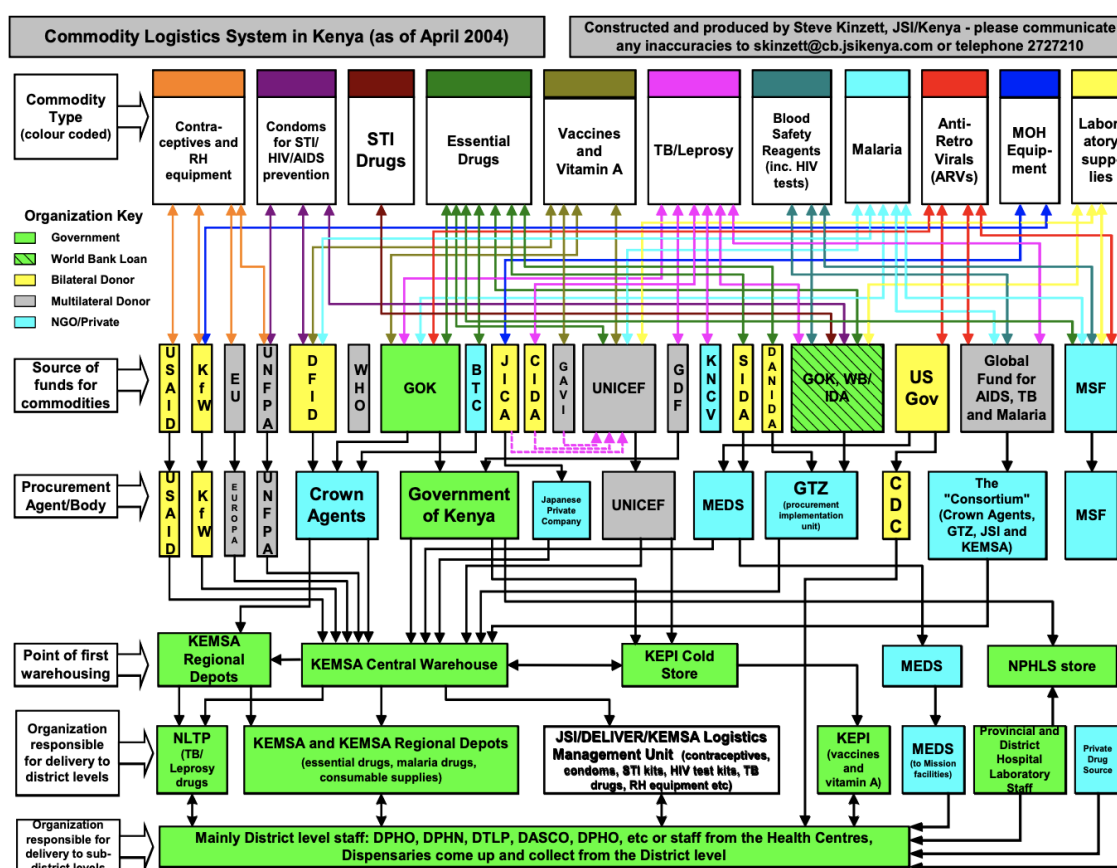 Commodity Logistics System in Kenya (as of April 2004)
Constructed and produced by Steve Kinzett, JSI/Kenya - please communicate
any inaccuracies to skinzett@cb.jsikenya.com or telephone 2727210
Commodity
Type
(colour coded)
Contra-
ceptives and
RH
equipment
Condoms
for STI/
HIV/AIDS
prevention
STI
Drugs
Essential
Drugs
Vaccines
and
Vitamin A
TB/Leprosy
Blood
Safety
Reagents
(inc. HIV
tests)
Malaria
Anti-
Retro
Virals
(ARVs)
MOH
Equip-
ment
Labor-
atory
supp-
lies
Organization Key
Government
World Bank Loan
Bilateral Donor
Multilateral Donor
NGO/Private
Source of
funds for
commodities
USAID
KfW
EU
UNFPA
DFID
WHO
GOK
BTC
JICA
CIDA
GAVI
UNICEF
GDF
KNCV
SIDA
DANIDA
GOK, WB/
IDA
US
Gov
Global
Fund for
AIDS, TB
and Malaria
MSF
Procurement
Agent/Body
USAID
KfW
EUROPA
UNFPA
Crown
Agents
Government
of Kenya
Japanese
Private
Company
UNICEF
MEDS
GTZ
(procurement
implementation
unit)
CDC
The
"Consortium"
(Crown Agents,
GTZ, JSI and
KEMSA)
MSF
Point of first
warehousing
KEMSA
Regional
Depots
KEMSA Central Warehouse
KEPI Cold
Store
MEDS
NPHLS store
Organization
responsible
for delivery to
district levels
NLTP
(TB/
Leprosy
drugs
KEMSA and KEMSA Regional Depots
(essential drugs, malaria drugs,
consumable supplies)
JSI/DELIVER/KEMSA Logistics
Management Unit (contraceptives,
condoms, STI kits, HIV test kits, TB
drugs, RH equipment etc)
KEPI
(vaccines
and
vitamin A)
MEDS
(to Mission
facilities)
Provincial and
District
Hospital
Laboratory
Staff
Private
Drug
Source
Organization
responsible for
delivery to sub-
district levels
Mainly District level staff: DPHO, DPHN, DTLP, DASCO, DPHO, etc or staff from the Health Centres,
Dispensaries come up and collect from the District level